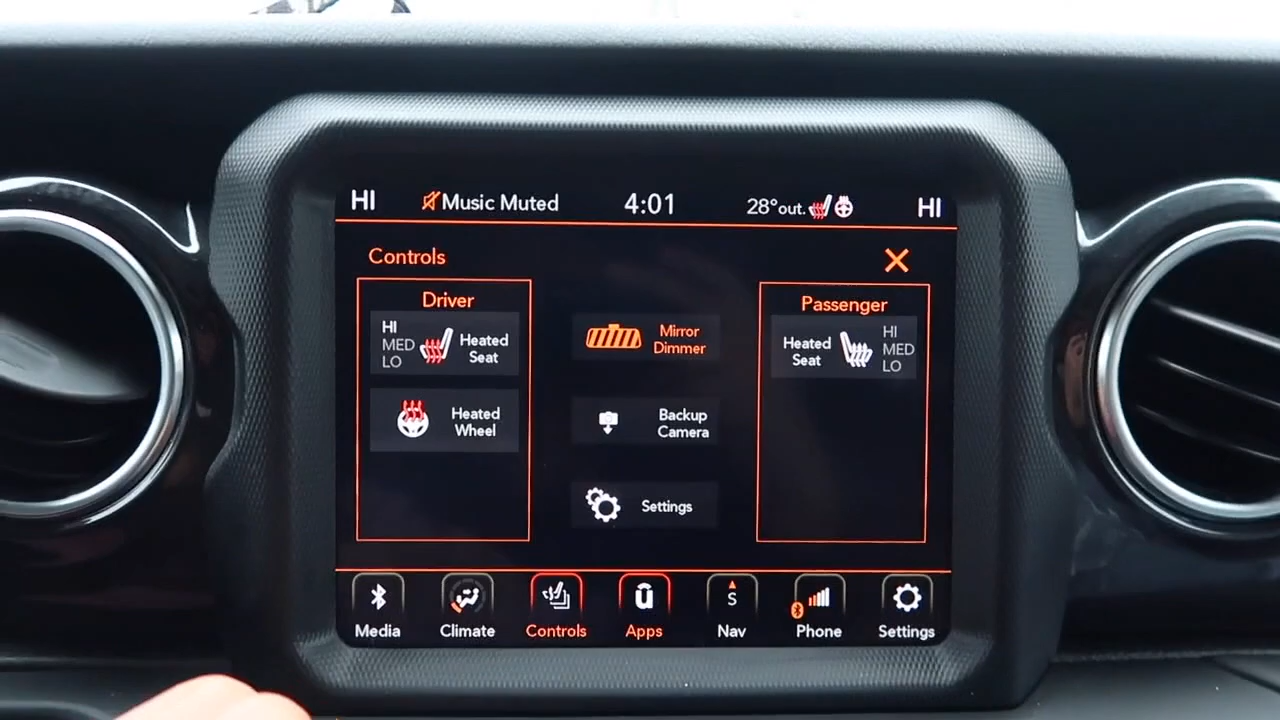 HI Music Muted 4:01 28°out. HI
Controls
Driver
HI
MED
LO
Heated
Seat
Heated
Wheel
Mirror
Dimmer
Backup
Camera
Settings
Passenger
Heated
Seat
HI
MED
LO
S
Media Climate Controls Apps Nav Phone Settings